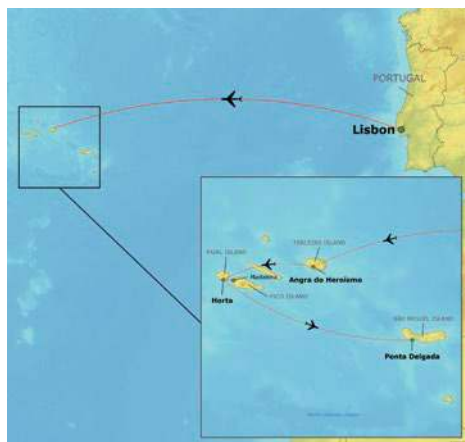 PORTUGAL
Lisbon
TERCEIRA ISLAND
FAIAL ISLAND
Madalena
Angra do Heroísmo
Horta
PICO ISLAND
SÃO MIGUEL ISLAND
Ponta Delgada